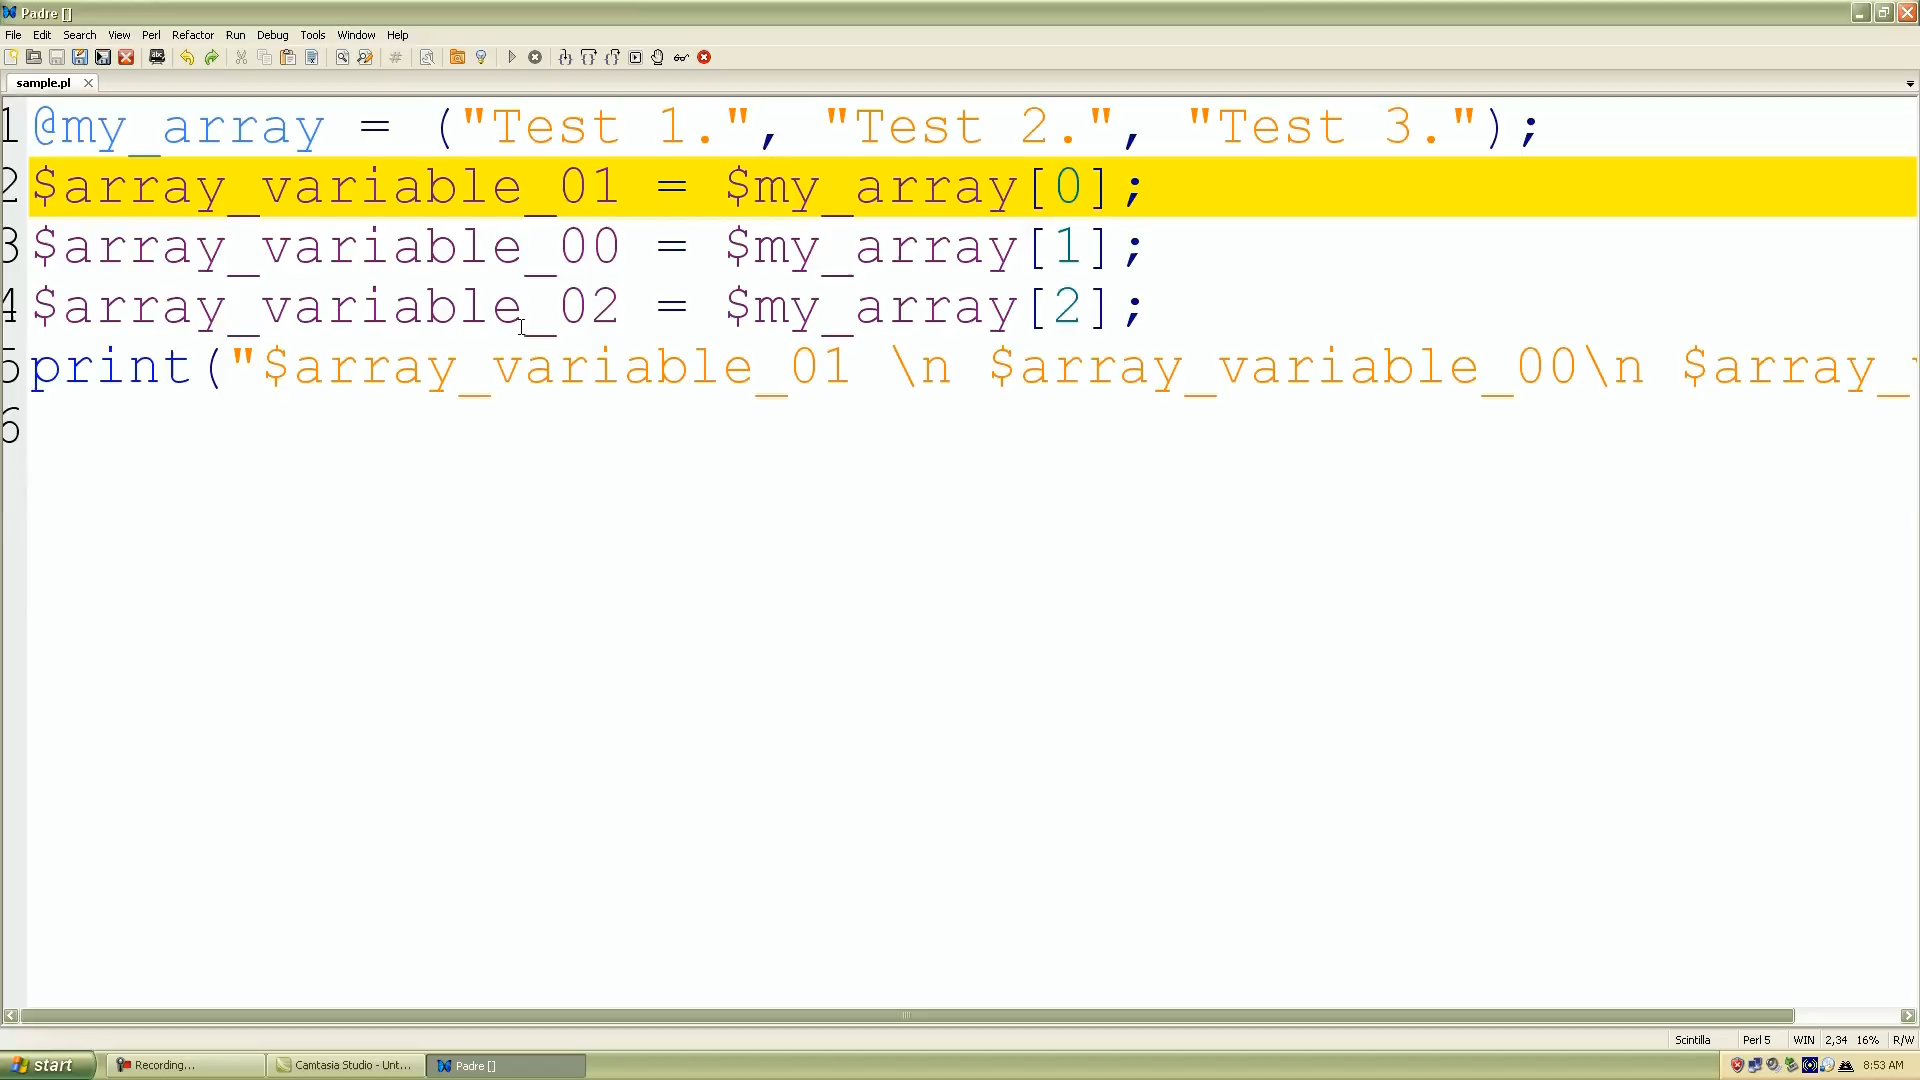 Padre []
File Edit Search View Perl Refactor Run Debug Tools Window Help
sample.pl
1 @my_array = ("Test 1.", "Test 2.", "Test 3.");
2 $array_variable_01 = $my_array[0];
3 $array_variable_00 = $my_array[1];
4 $array_variable_02 = $my_array[2];
5 print("$array_variable_01 \n $array_variable_00\n $array_
6
Scintilla Perl 5 WIN 2,34 16% R/W
start Recording... Camtasia Studio - Unt... Padre [] 8:53 AM